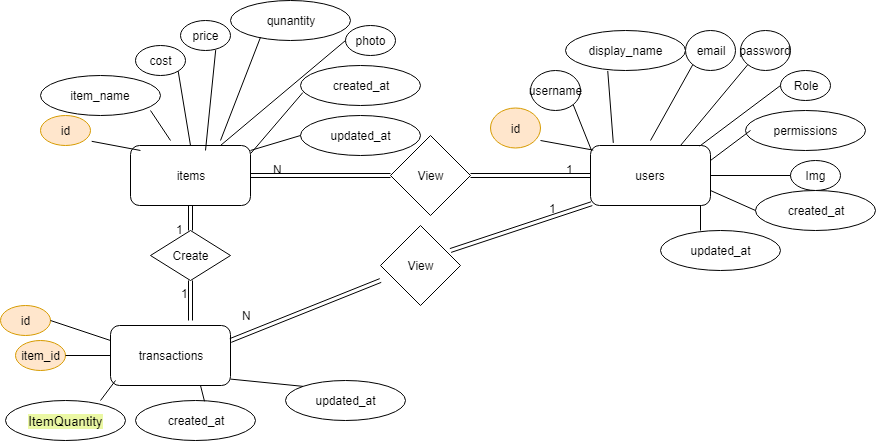 qunantity
price
photo
cost
item_name
created_at
id
updated_at
items
N
View
1
display_name
email
password
username
Role
id
permissions
users
Img
created_at
updated_at
1
Create
1
1
View
N
id
item_id
transactions
ItemQuantity
created_at
updated_at